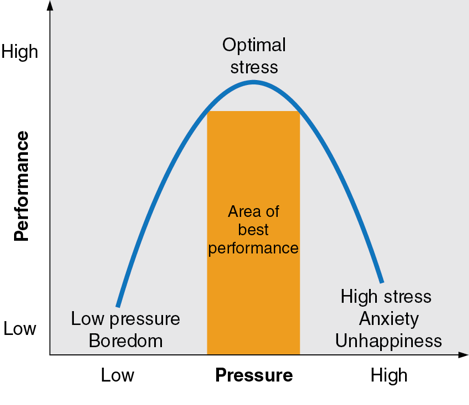 High
Optimal
stress
Performance
Area of
best
performance
Low pressure
Boredom
High stress
Anxiety
Unhappiness
Low
Low
Pressure
High